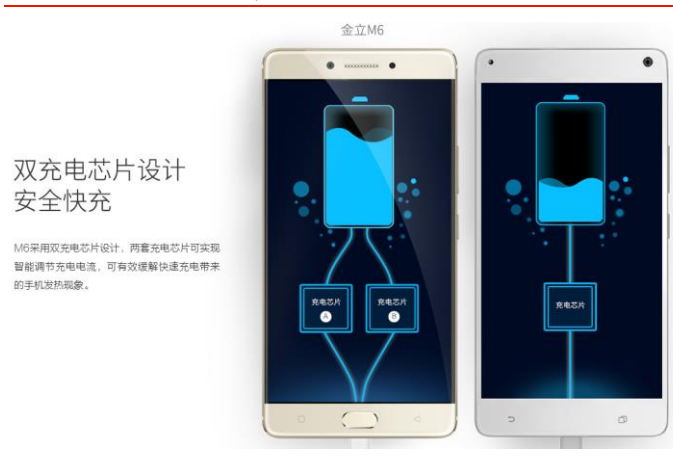 金立M6
双充电芯片设计
安全快充
M6采用双充电芯片设计，两套充电芯片可实现
智能调节充电电流，可有效缓解快速充电带来
的手机发热现象。
充电芯片
A
充电芯片
B
充电芯片